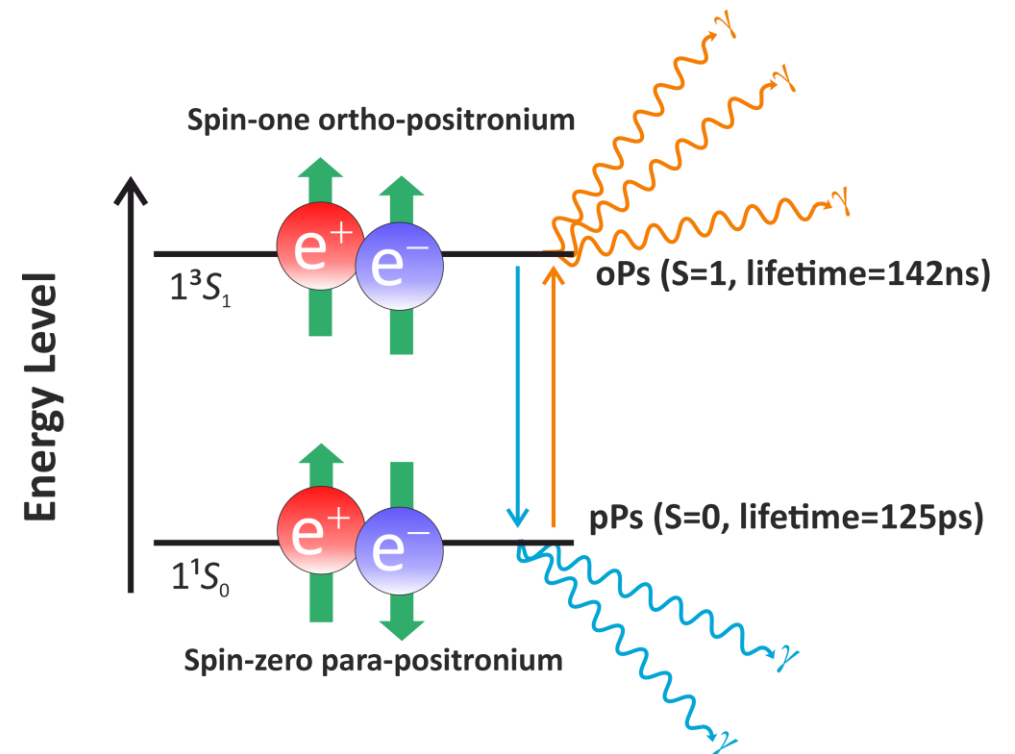 γ
γ
Spin-one ortho-positronium
γ
e⁺ e⁻
1³S₁
oPs (S=1, lifetime=142ns)
Energy Level
pPs (S=0, lifetime=125ps)
e⁺ e⁻
1¹S₀
Spin-zero para-positronium
γ
γ